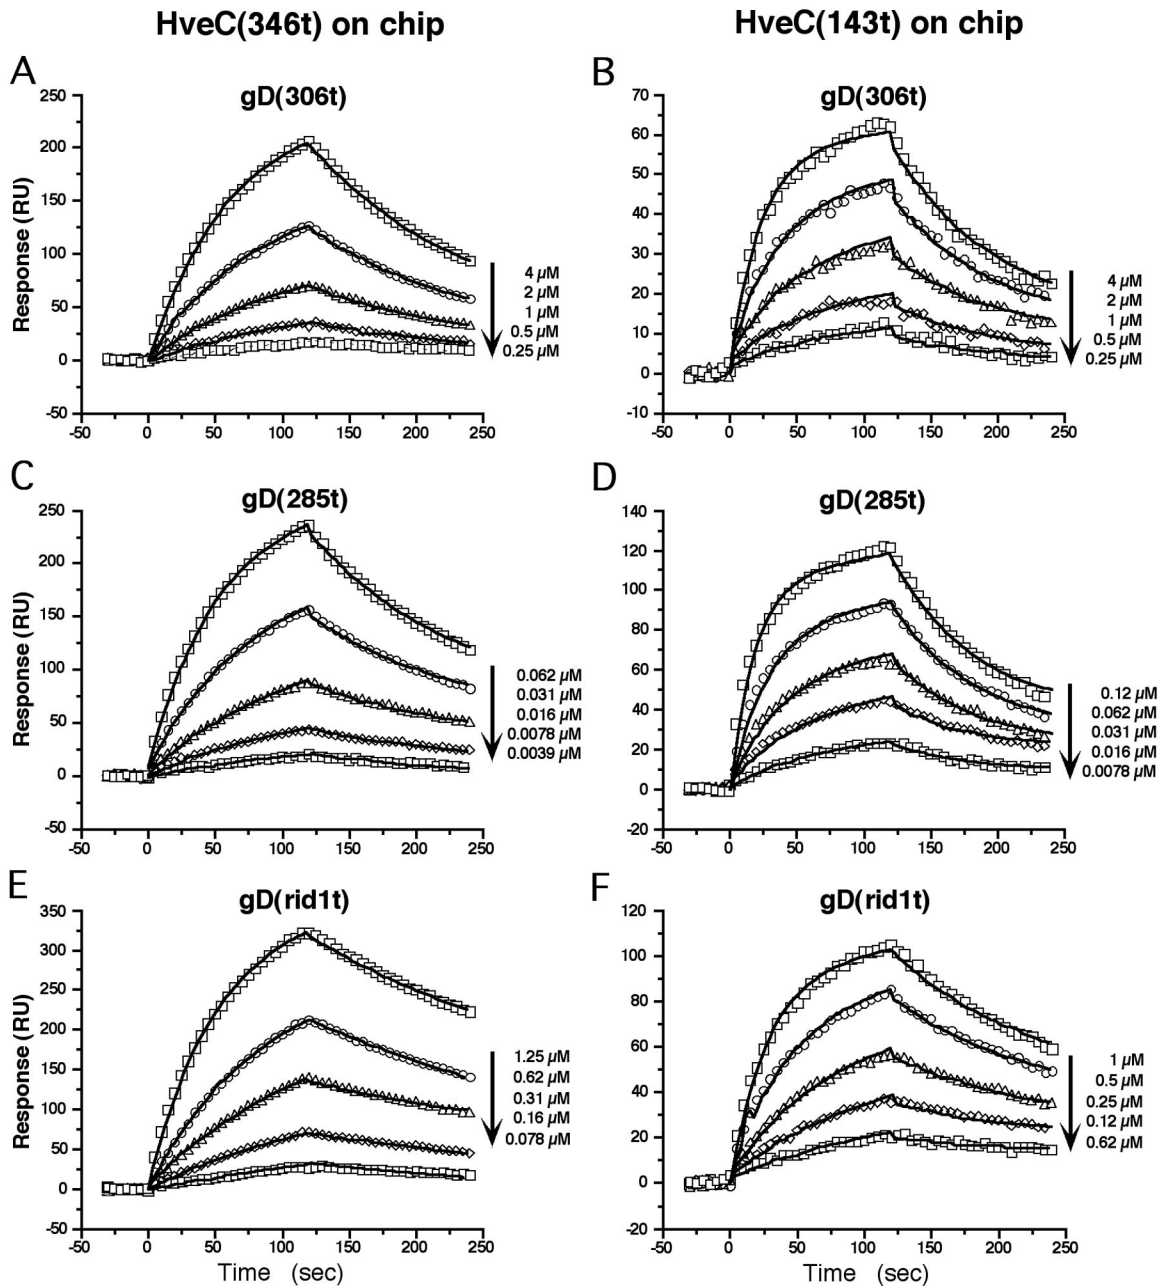 HveC(346t) on chip
HveC(143t) on chip
A
gD(306t)
Response (RU)
250
200
150
100
50
0
-50
-50 0 50 100 150 200 250
4 µM
2 µM
1 µM
0.5 µM
0.25 µM
B
gD(306t)
70
60
50
40
30
20
10
0
-10
-50 0 50 100 150 200 250
4 µM
2 µM
1 µM
0.5 µM
0.25 µM
C
gD(285t)
Response (RU)
250
200
150
100
50
0
-50
-50 0 50 100 150 200 250
0.062 µM
0.031 µM
0.016 µM
0.0078 µM
0.0039 µM
D
gD(285t)
140
120
100
80
60
40
20
0
-20
-50 0 50 100 150 200 250
0.12 µM
0.062 µM
0.031 µM
0.016 µM
0.0078 µM
E
gD(rid1t)
Response (RU)
350
300
250
200
150
100
50
0
-50
-50 0 50 100 150 200 250
Time (sec)
1.25 µM
0.62 µM
0.31 µM
0.16 µM
0.078 µM
F
gD(rid1t)
120
100
80
60
40
20
0
-20
-50 0 50 100 150 200 250
Time (sec)
1 µM
0.5 µM
0.25 µM
0.12 µM
0.62 µM